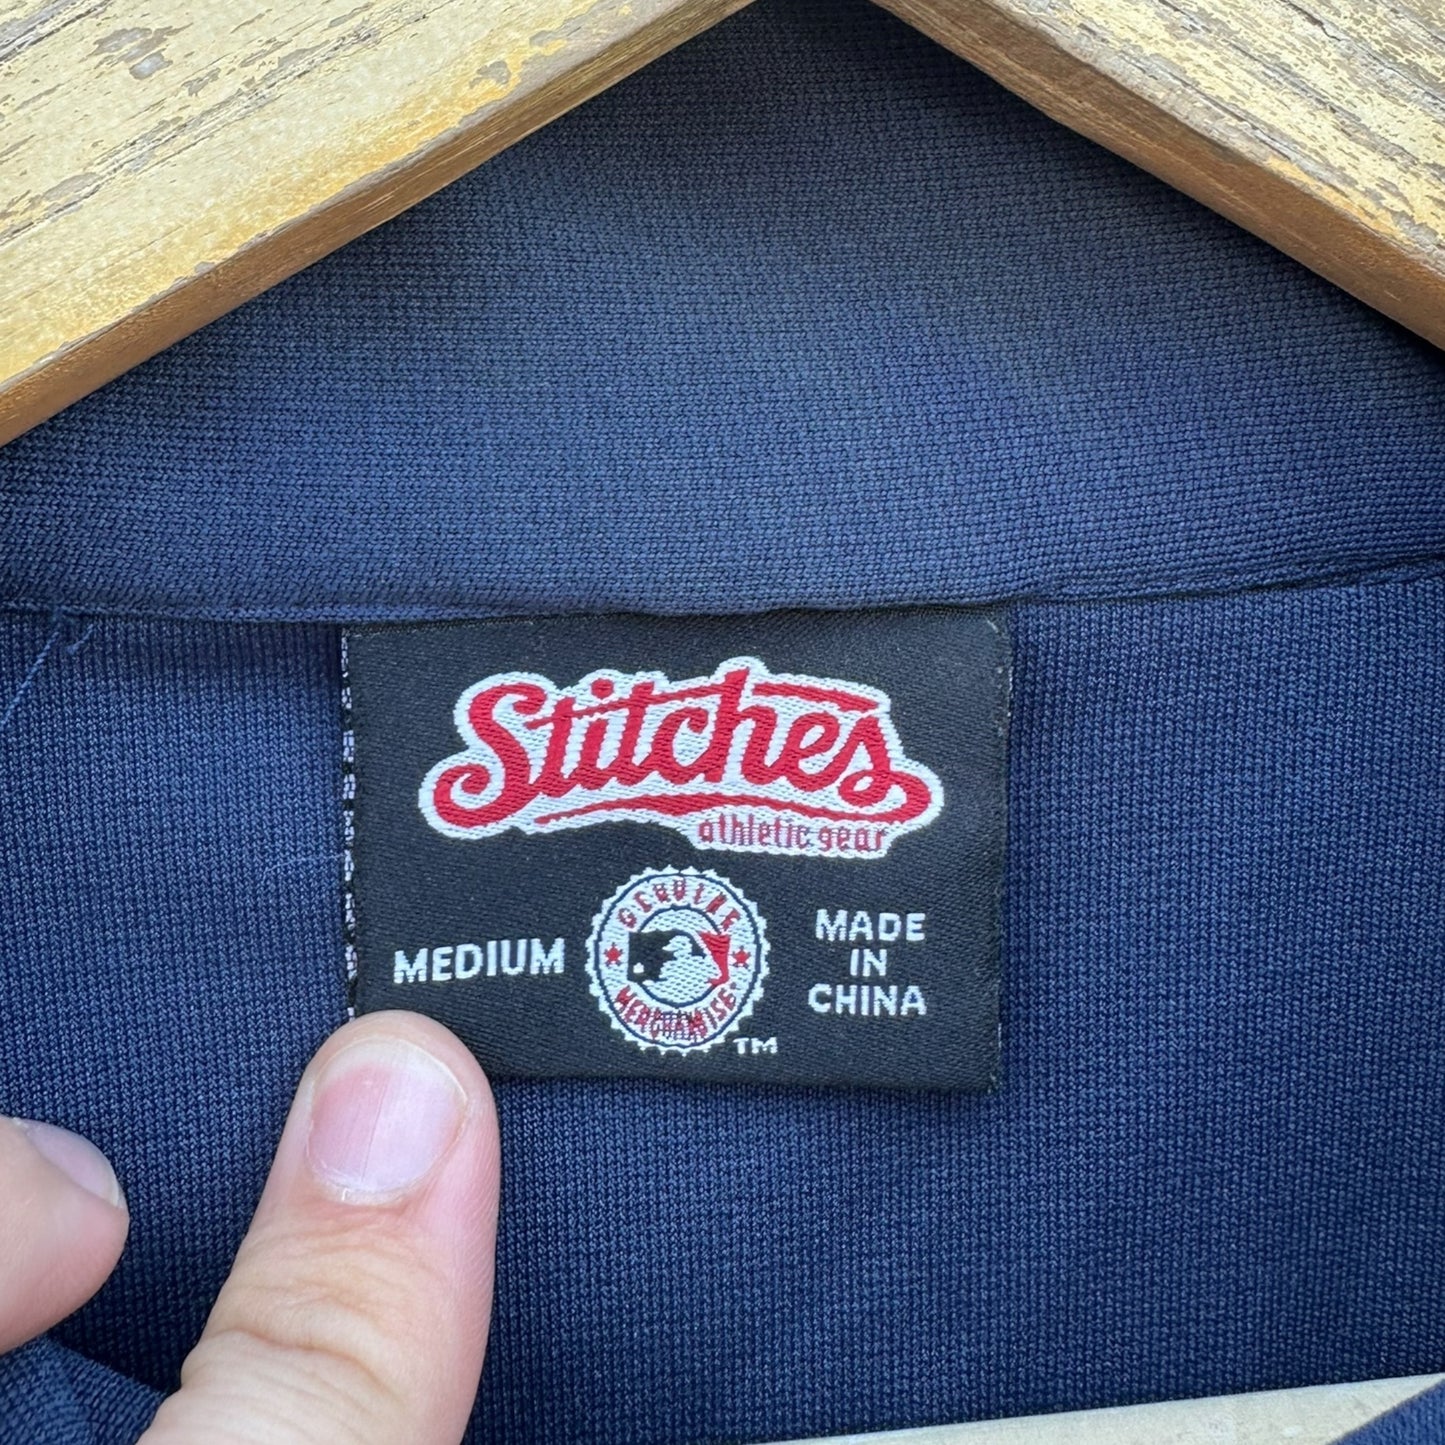 Stitches
athletic gear
MEDIUM
GENUINE
MERCHANDISE
TM
MADE
IN
CHINA